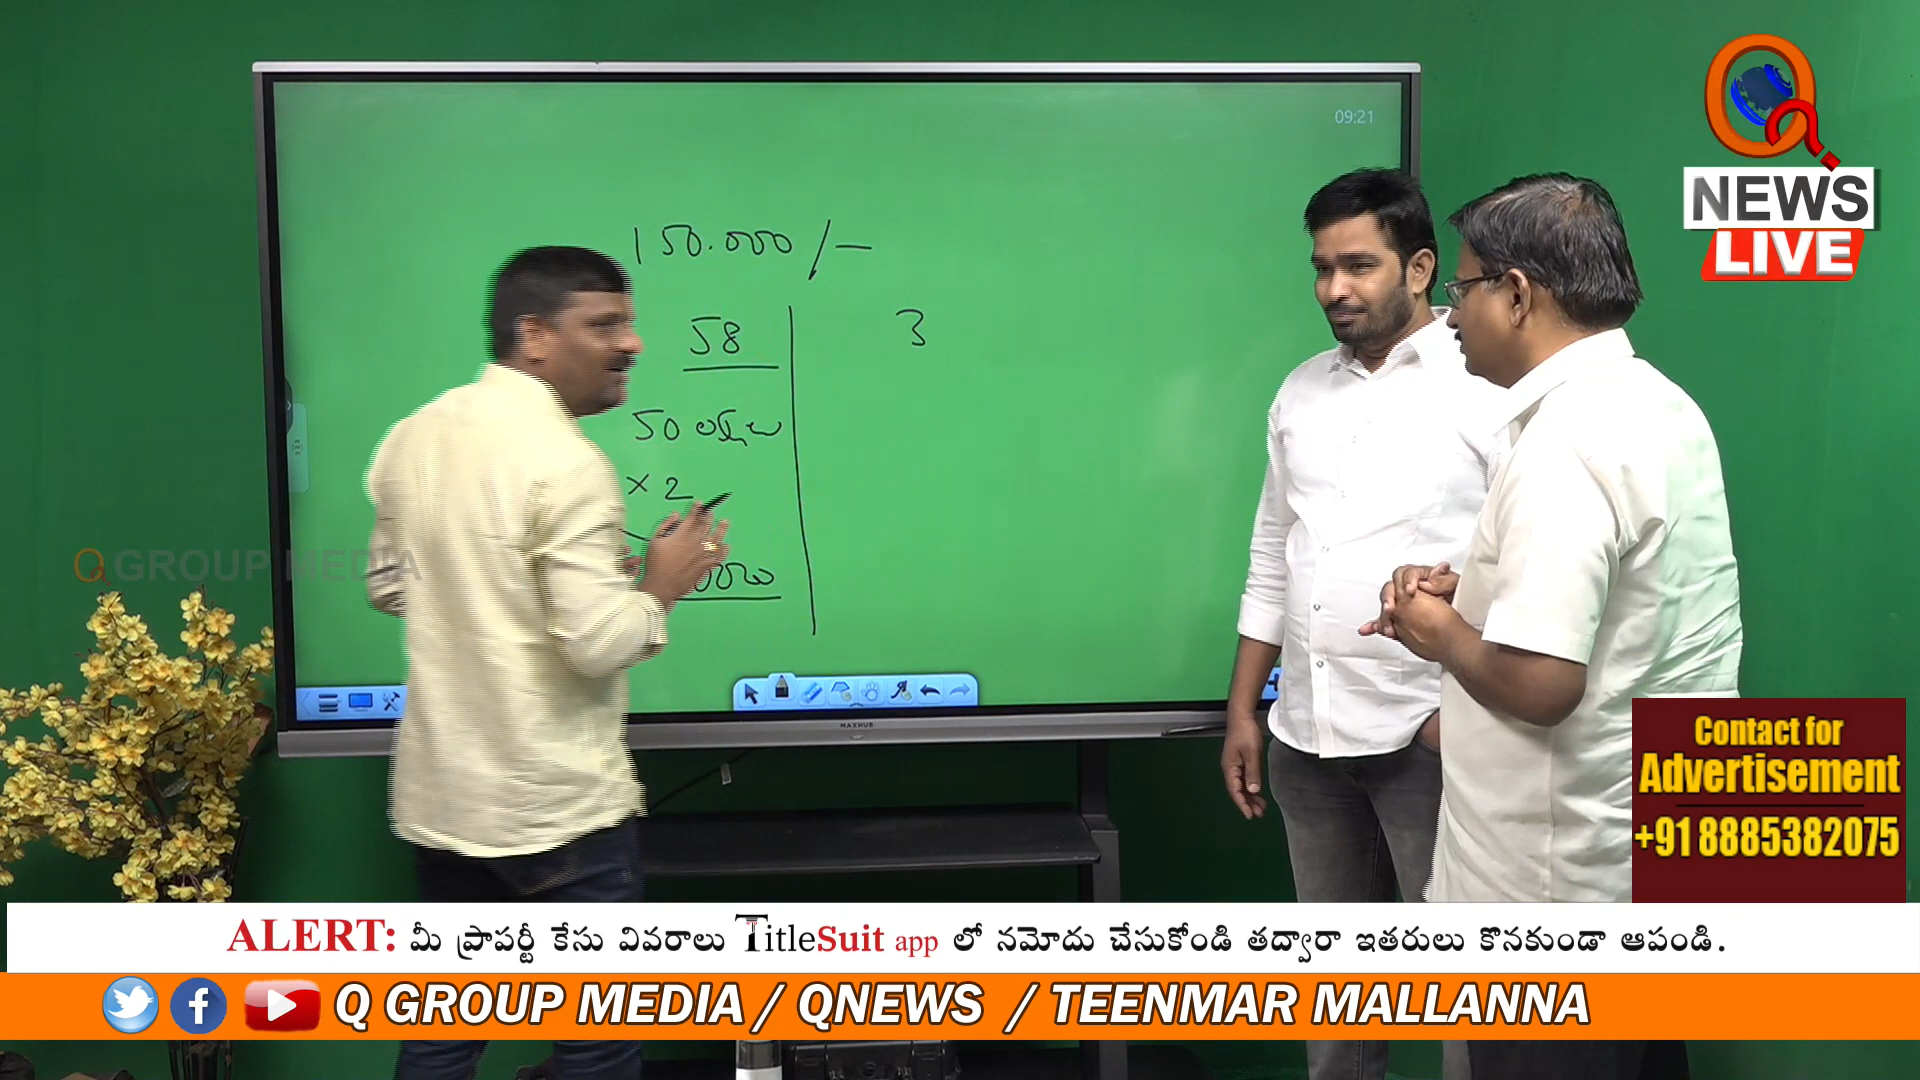 09:21
NEWS
LIVE
150.000/-
58
3
50 లక్షలు
× 2
Q GROUP MEDIA
MAXHUB
Contact for
Advertisement
+91 8885382075
ALERT: మీ ప్రాపర్టీ కేసు వివరాలు TitleSuit app లో నమోదు చేసుకోండి తద్వారా ఇతరులు కొనకుండా ఆపండి.
Q GROUP MEDIA / QNEWS / TEENMAR MALLANNA